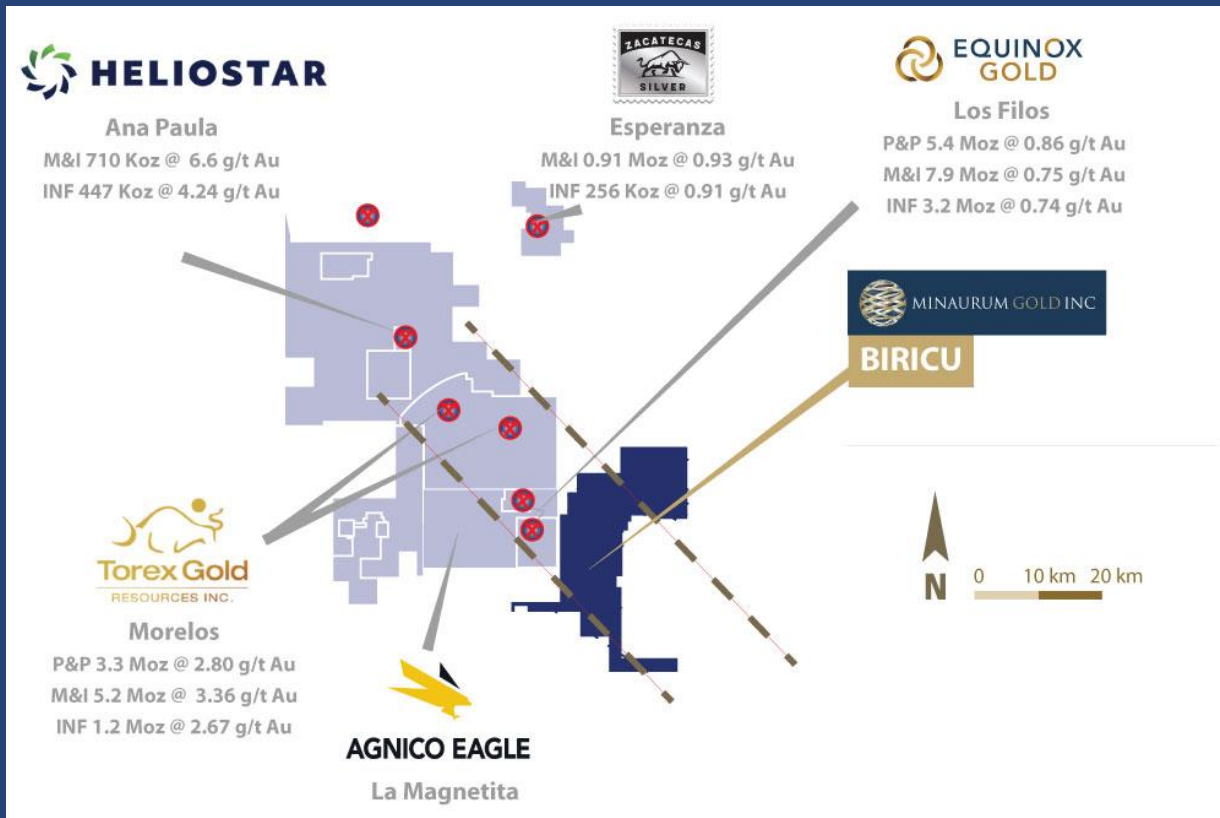 HELIOSTAR
Ana Paula
M&I 710 Koz @ 6.6 g/t Au
INF 447 Koz @ 4.24 g/t Au
ZACATECAS
SILVER
Esperanza
M&I 0.91 Moz @ 0.93 g/t Au
INF 256 Koz @ 0.91 g/t Au
EQUINOX
GOLD
Los Filos
P&P 5.4 Moz @ 0.86 g/t Au
M&I 7.9 Moz @ 0.75 g/t Au
INF 3.2 Moz @ 0.74 g/t Au
MINAURUM GOLD INC
BIRICU
N
0 10 km 20 km
Torex Gold
RESOURCES INC.
Morelos
P&P 3.3 Moz @ 2.80 g/t Au
M&I 5.2 Moz @ 3.36 g/t Au
INF 1.2 Moz @ 2.67 g/t Au
AGNICO EAGLE
La Magnetita